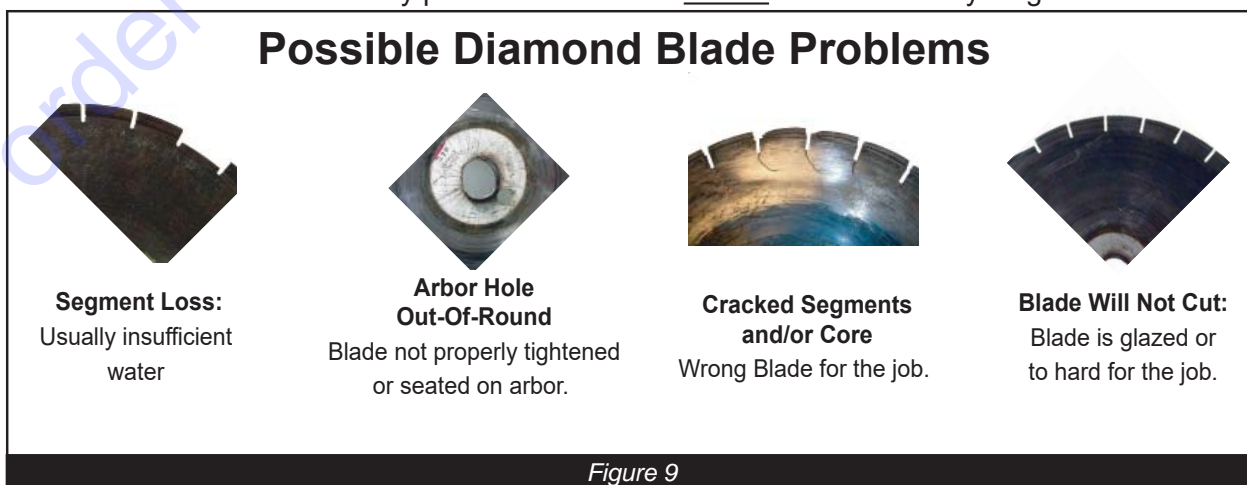 Possible Diamond Blade Problems
Segment Loss:
Usually insufficient
water
Arbor Hole
Out-Of-Round
Blade not properly tightened
or seated on arbor.
Cracked Segments
and/or Core
Wrong Blade for the job.
Blade Will Not Cut:
Blade is glazed or
to hard for the job.
Figure 9
order